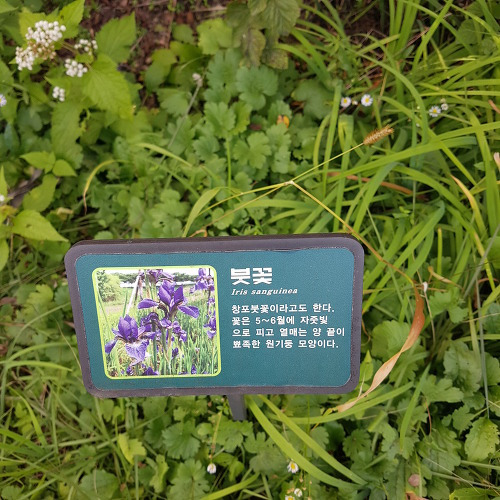 붓꽃
Iris sanguinea
창포붓꽃이라고도 한다.
꽃은 5~6월에 자줏빛
으로 피고 열매는 양 끝이
뾰족한 원기둥 모양이다.